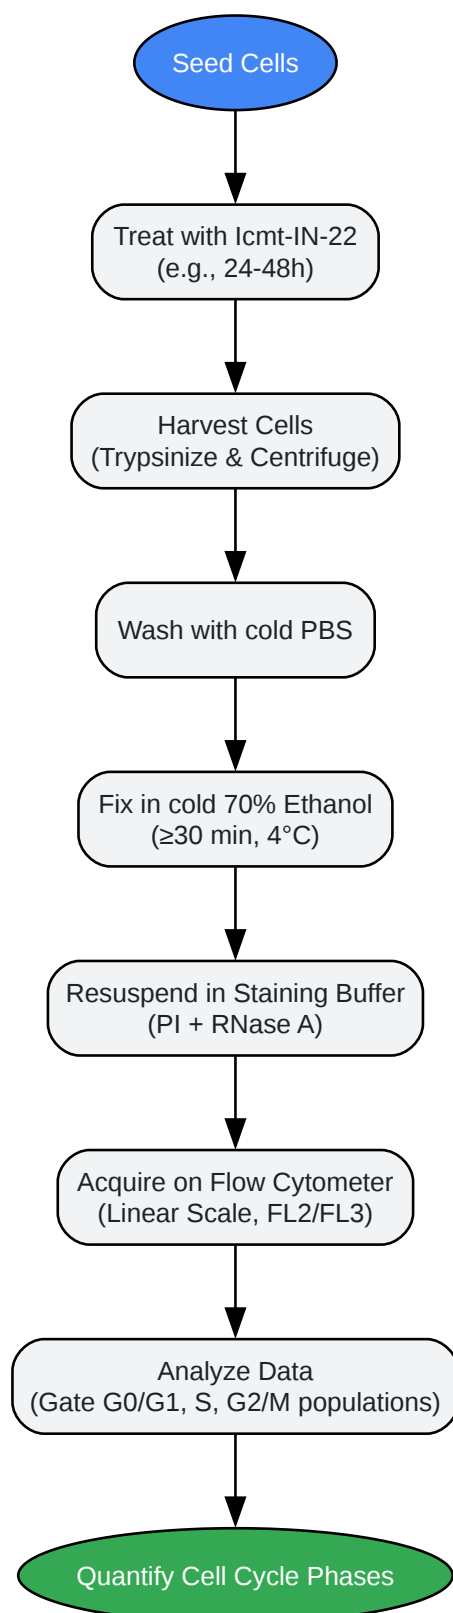 Seed Cells
Treat with Icmt-IN-22
(e.g., 24-48h)
Harvest Cells
(Trypsinize & Centrifuge)
Wash with cold PBS
Fix in cold 70% Ethanol
(≥30 min, 4°C)
Resuspend in Staining Buffer
(PI + RNase A)
Acquire on Flow Cytometer
(Linear Scale, FL2/FL3)
Analyze Data
(Gate G0/G1, S, G2/M populations)
Quantify Cell Cycle Phases